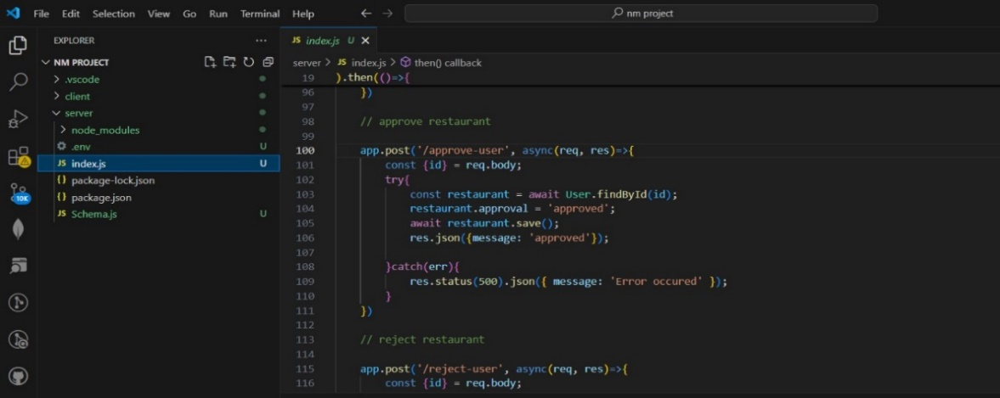 File Edit Selection View Go Run Terminal Help
nm project
EXPLORER
NM PROJECT
.vscode
client
server
node_modules
.env U
JS index.js U
{} package-lock.json
{} package.json
JS Schema.js U
10K
JS index.js U
server > JS index.js > then() callback
19 ).then(()=>{
96 })
97
98 // approve restaurant
99
100 app.post('/approve-user', async(req, res)=>{
101 const {id} = req.body;
102 try{
103 const restaurant = await User.findById(id);
104 restaurant.approval = 'approved';
105 await restaurant.save();
106 res.json({message: 'approved'});
107
108 }catch(err){
109 res.status(500).json({ message: 'Error occured' });
110 }
111 })
112
113 // reject restaurant
114
115 app.post('/reject-user', async(req, res)=>{
116 const {id} = req.body;